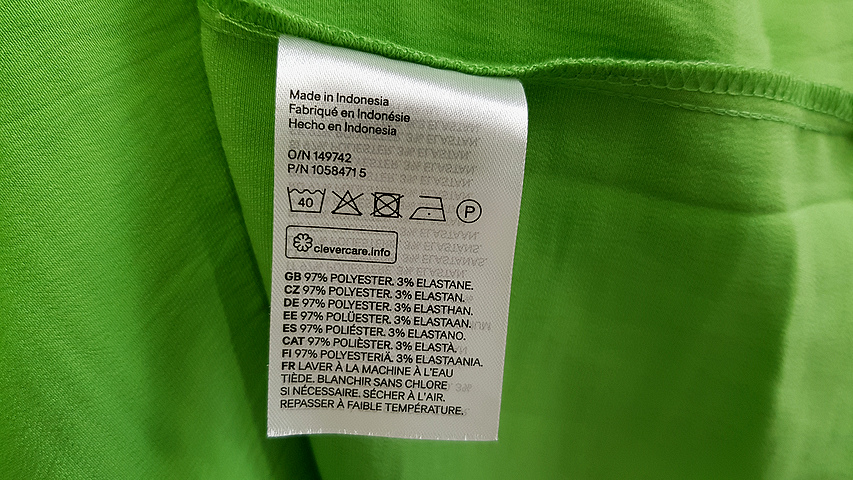 Made in Indonesia
Fabriqué en Indonésie
Hecho en Indonesia
O/N 149742
P/N 10584715
40 P
clevercare.info
GB 97% POLYESTER. 3% ELASTANE.
CZ 97% POLYESTER. 3% ELASTAN.
DE 97% POLYESTER. 3% ELASTHAN.
EE 97% POLÜESTER. 3% ELASTAAN.
ES 97% POLIÉSTER. 3% ELASTANO.
CAT 97% POLIÈSTER. 3% ELASTÀ.
FI 97% POLYESTERIÄ. 3% ELASTAANIA.
FR LAVER À LA MACHINE À L'EAU
TIÈDE. BLANCHIR SANS CHLORE
SI NÉCESSAIRE. SÉCHER À L'AIR.
REPASSER À FAIBLE TEMPÉRATURE.